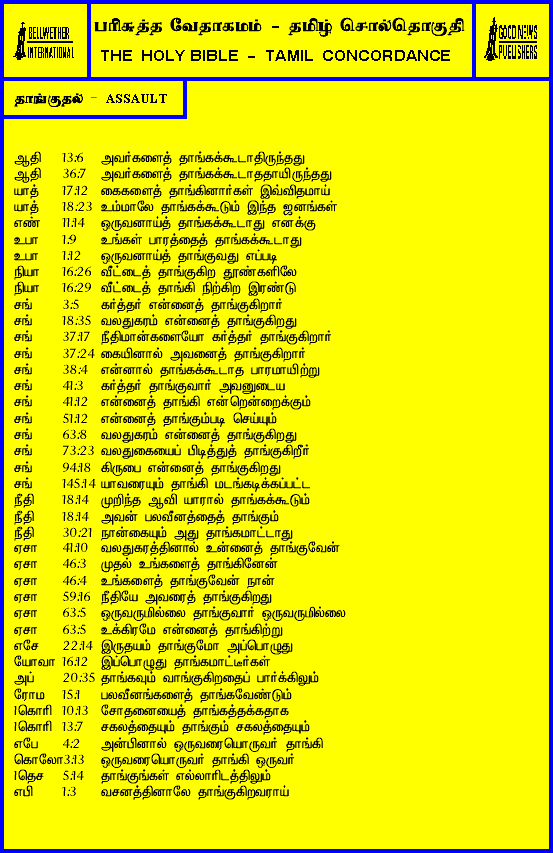 BELLWETHER
INTERNATIONAL
பரிசுத்த வேதாகமம் - தமிழ் சொல்தொகுதி
THE HOLY BIBLE - TAMIL CONCORDANCE
GOOD NEWS
PUBLISHERS
தாங்குதல் - ASSAULT
ஆதி 13:6 அவர்களைத் தாங்கக்கூடாதிருந்தது
ஆதி 36:7 அவர்களைத் தாங்கக்கூடாததாயிருந்தது
யாத் 17:12 கைகளைத் தாங்கினார்கள் இவ்விதமாய்
யாத் 18:23 உம்மாலே தாங்கக்கூடும் இந்த ஜனங்கள்
எண் 11:14 ஒருவனாய்த் தாங்கக்கூடாது எனக்கு
உபா 1:9 உங்கள் பாரத்தைத் தாங்கக்கூடாது
உபா 1:12 ஒருவனாய்த் தாங்குவது எப்படி
நியா 16:26 வீட்டைத் தாங்குகிற தூண்களிலே
நியா 16:29 வீட்டைத் தாங்கி நிற்கிற இரண்டு
சங் 3:5 கர்த்தர் என்னைத் தாங்குகிறார்
சங் 18:35 வலதுகரம் என்னைத் தாங்குகிறது
சங் 37:17 நீதிமான்களையோ கர்த்தர் தாங்குகிறார்
சங் 37:24 கையினால் அவனைத் தாங்குகிறார்
சங் 38:4 என்னால் தாங்கக்கூடாத பாரமாயிற்று
சங் 41:3 கர்த்தர் தாங்குவார் அவனுடைய
சங் 41:12 என்னைத் தாங்கி என்றென்றைக்கும்
சங் 51:12 என்னைத் தாங்கும்படி செய்யும்
சங் 63:8 வலதுகரம் என்னைத் தாங்குகிறது
சங் 73:23 வலதுகையைப் பிடித்துத் தாங்குகிறீர்
சங் 94:18 கிருபை என்னைத் தாங்குகிறது
சங் 145:14 யாவரையும் தாங்கி மடங்கடிக்கப்பட்ட
நீதி 18:14 முறிந்த ஆவி யாரால் தாங்கக்கூடும்
நீதி 18:14 அவன் பலவீனத்தைத் தாங்கும்
நீதி 30:21 நான்கையும் அது தாங்கமாட்டாது
ஏசா 41:10 வலதுகரத்தினால் உன்னைத் தாங்குவேன்
ஏசா 46:3 முதல் உங்களைத் தாங்கினேன்
ஏசா 46:4 உங்களைத் தாங்குவேன் நான்
ஏசா 59:16 நீதியே அவரைத் தாங்குகிறது
ஏசா 63:5 ஒருவருமில்லை தாங்குவார் ஒருவருமில்லை
ஏசா 63:5 உக்கிரமே என்னைத் தாங்கிற்று
எசே 22:14 இருதயம் தாங்குமோ அப்பொழுது
யோவா 16:12 இப்பொழுது தாங்கமாட்டீர்கள்
அப் 20:35 தாங்கவும் வாங்குகிறதைப் பார்க்கிலும்
ரோம 15:1 பலவீனங்களைத் தாங்கவேண்டும்
1கொரி 10:13 சோதனையைத் தாங்கத்தக்கதாக
1கொரி 13:7 சகலத்தையும் தாங்கும் சகலத்தையும்
எபே 4:2 அன்பினால் ஒருவரையொருவர் தாங்கி
கொலோ3:13 ஒருவரையொருவர் தாங்கி ஒருவர்
1தெச 5:14 தாங்குங்கள் எல்லாரிடத்திலும்
எபி 1:3 வசனத்தினாலே தாங்குகிறவராய்